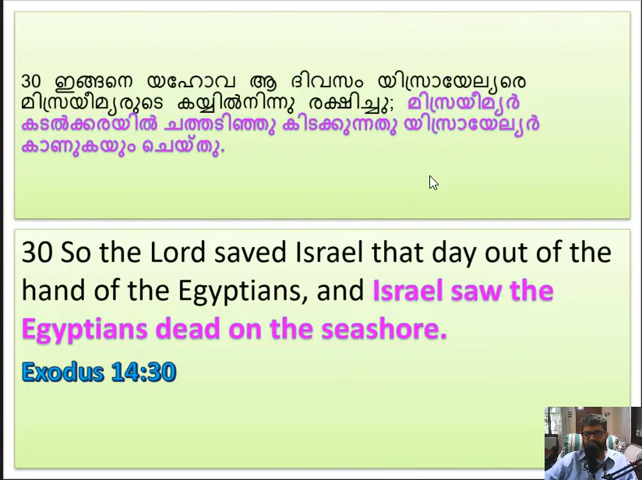 30 ഇങ്ങനെ യഹോവ ആ ദിവസം യിസ്രായേല്യരെ
മിസ്രയീമ്യരുടെ കയ്യിൽനിന്നു രക്ഷിച്ചു; മിസ്രയീമ്യർ
കടൽക്കരയിൽ ചത്തടിഞ്ഞു കിടക്കുന്നതു യിസ്രായേല്യർ
കാണുകയും ചെയ്തു.
30 So the Lord saved Israel that day out of the
hand of the Egyptians, and Israel saw the
Egyptians dead on the seashore.
Exodus 14:30